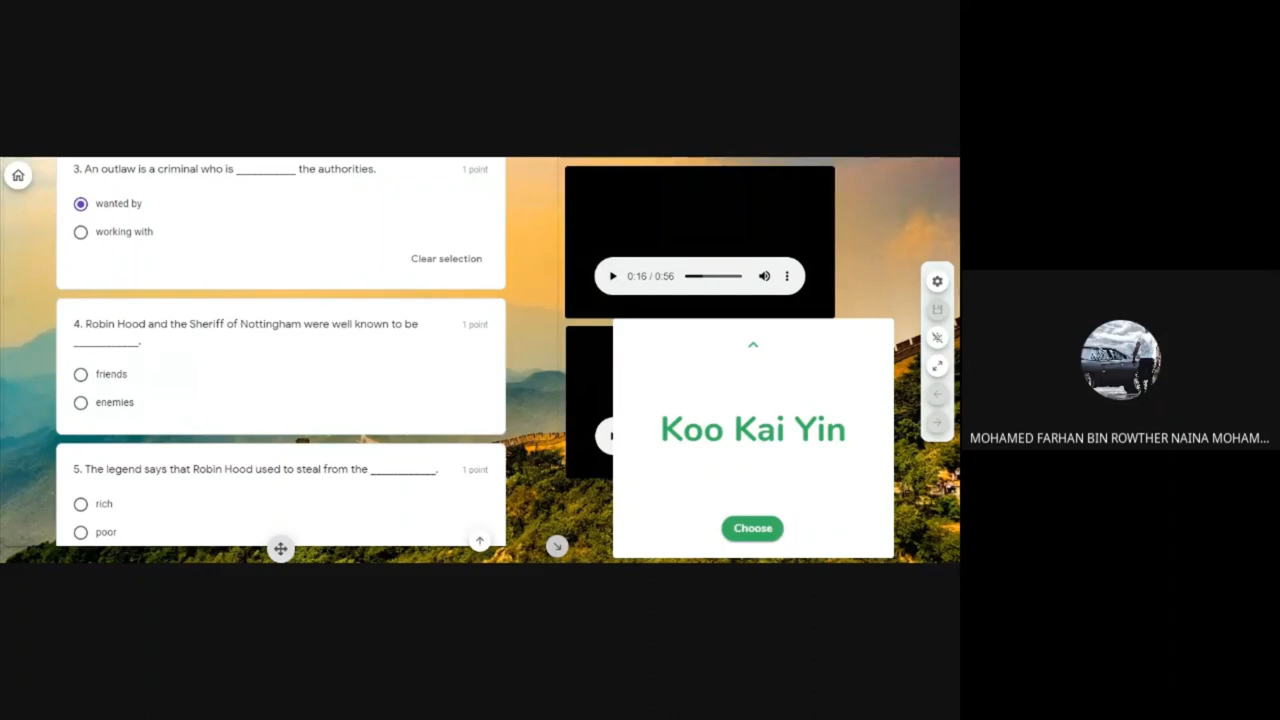 3. An outlaw is a criminal who is __________ the authorities.
1 point
wanted by
working with
Clear selection
4. Robin Hood and the Sheriff of Nottingham were well known to be
___________.
1 point
friends
enemies
5. The legend says that Robin Hood used to steal from the ___________.
1 point
rich
poor
0:16 / 0:56
Koo Kai Yin
Choose
MOHAMED FARHAN BIN ROWTHER NAINA MOHAM...